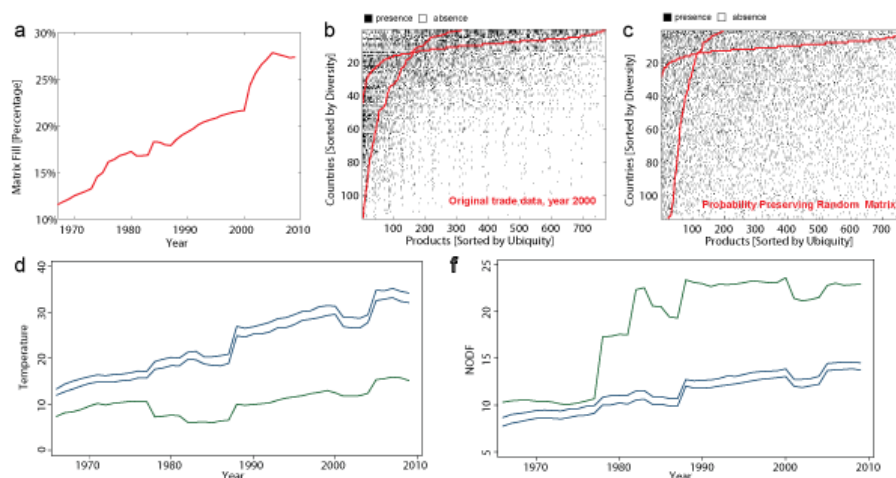 a
30%
25%
20%
15%
10%
Matrix Fill [Percentage]
1970 1980 1990 2000 2010
Year
b
presence absence
20
40
60
80
100
Countries [Sorted by Diversity]
Original trade data, year 2000
100 200 300 400 500 600 700
Products [Sorted by Ubiquity]
c
presence absence
20
40
60
80
100
Countries [Sorted by Diversity]
Probability Preserving Random Matrix
100 200 300 400 500 600 700
Products [Sorted by Ubiquity]
d
40
30
20
10
0
Temperature
1970 1980 1990 2000 2010
Year
f
25
20
15
10
5
NODF
1970 1980 1990 2000 2010
Year